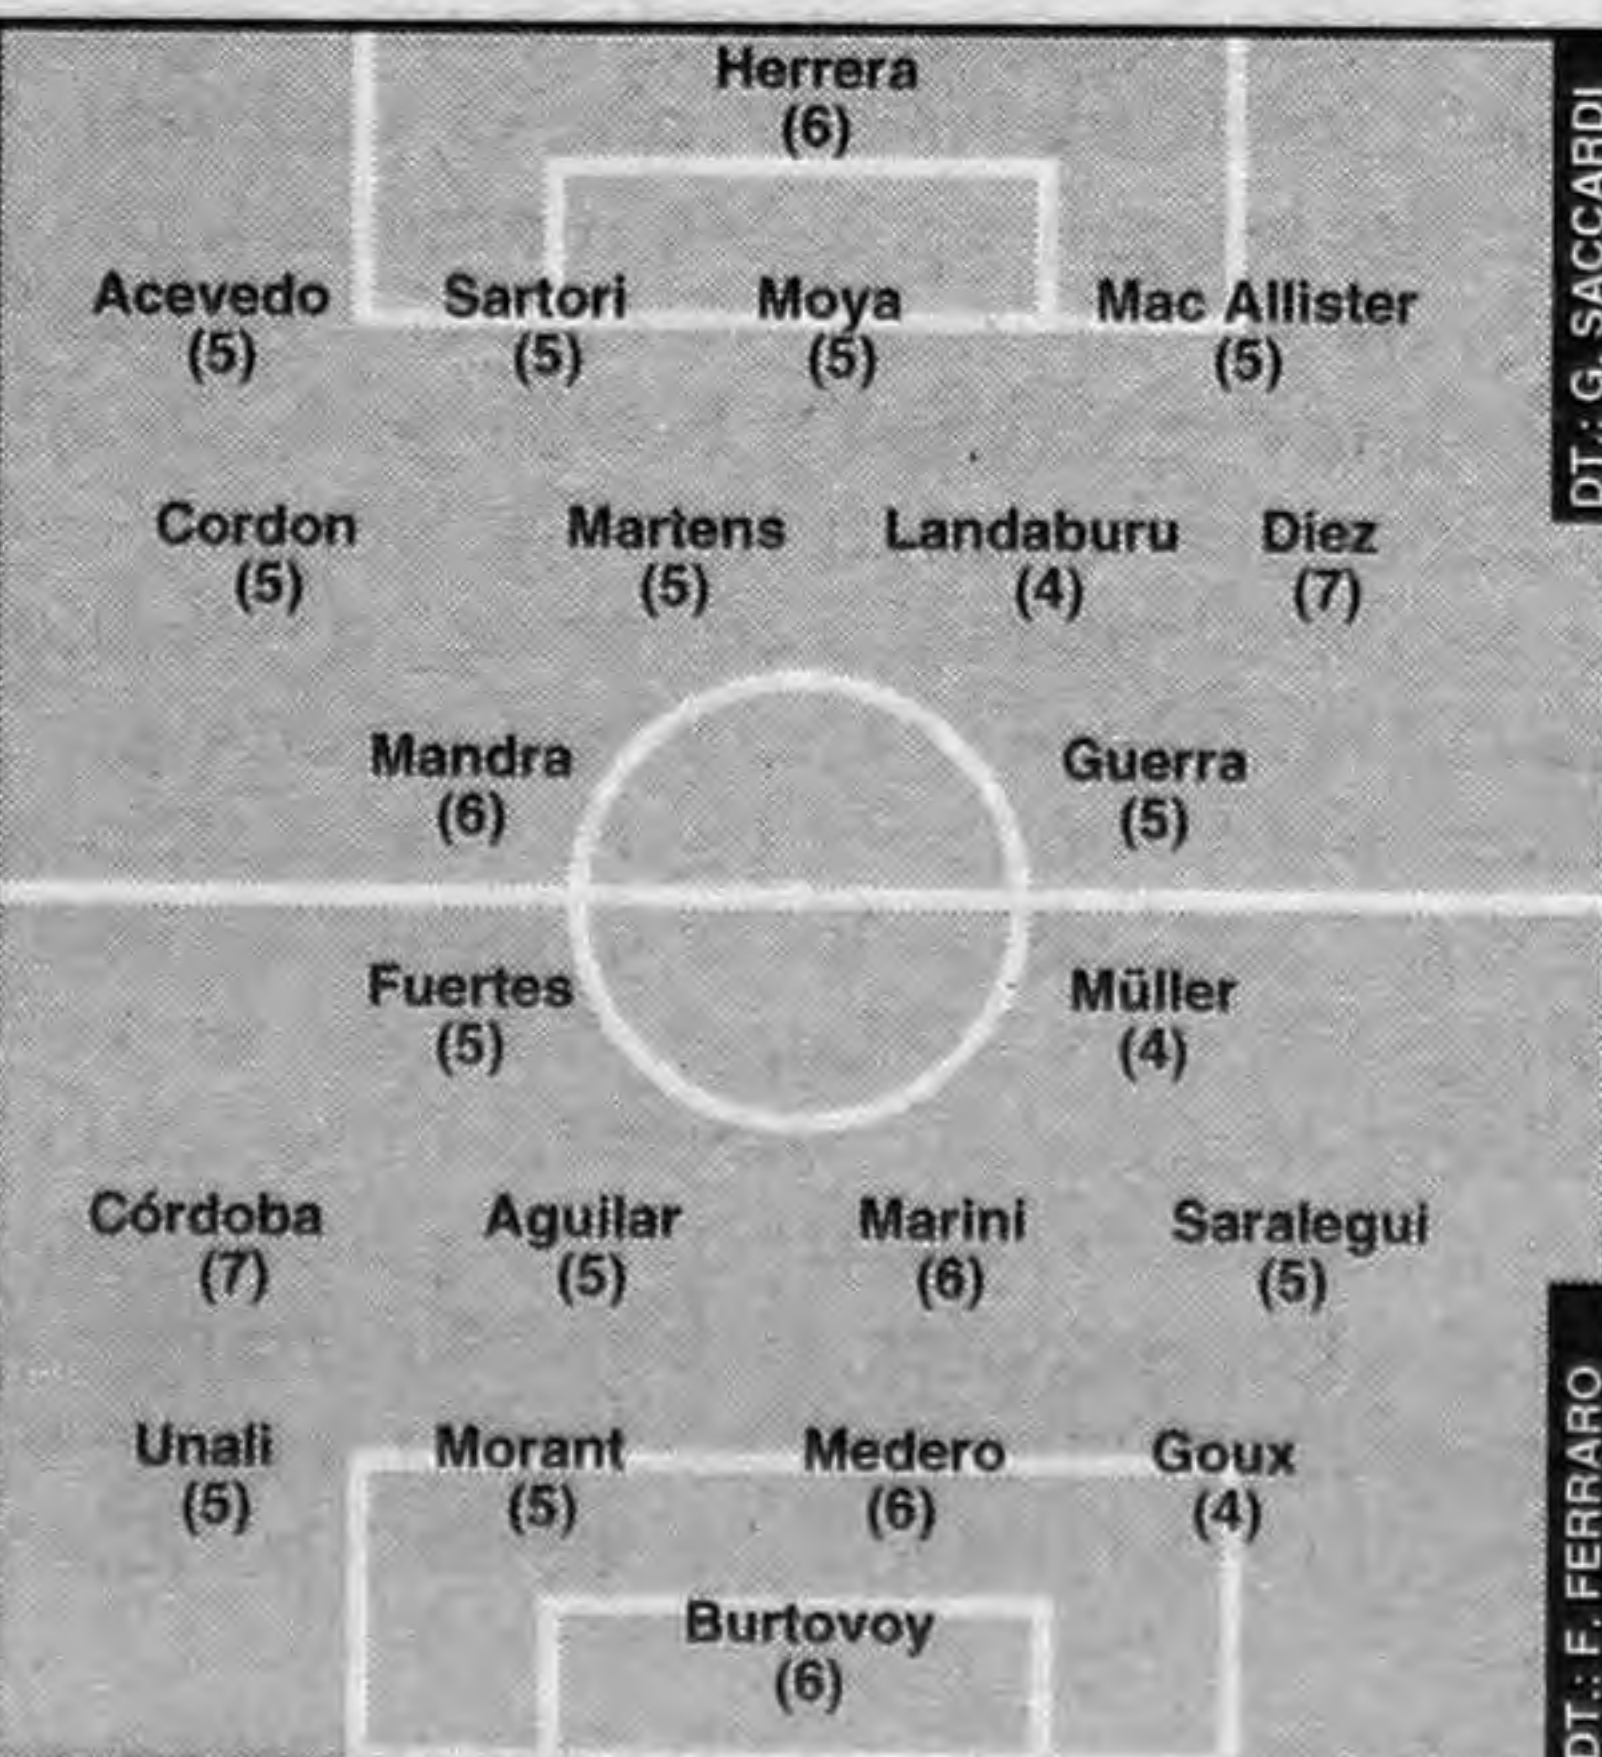 Herrera
(6)
Acevedo Sartori Moya Mac Allister
(5) (5) (5) (5)
Cordon Martens Landaburu Díez
(5) (5) (4) (7)
Mandra Guerra
(6) (5)
Fuertes Müller
(5) (4)
Córdoba Aguilar Marini Saralegui
(7) (5) (6) (5)
Unali Morant Medero Goux
(5) (5) (6) (4)
Burtovoy
(6)
DT.: G. SACCARDI
DT.: F. FERRARO